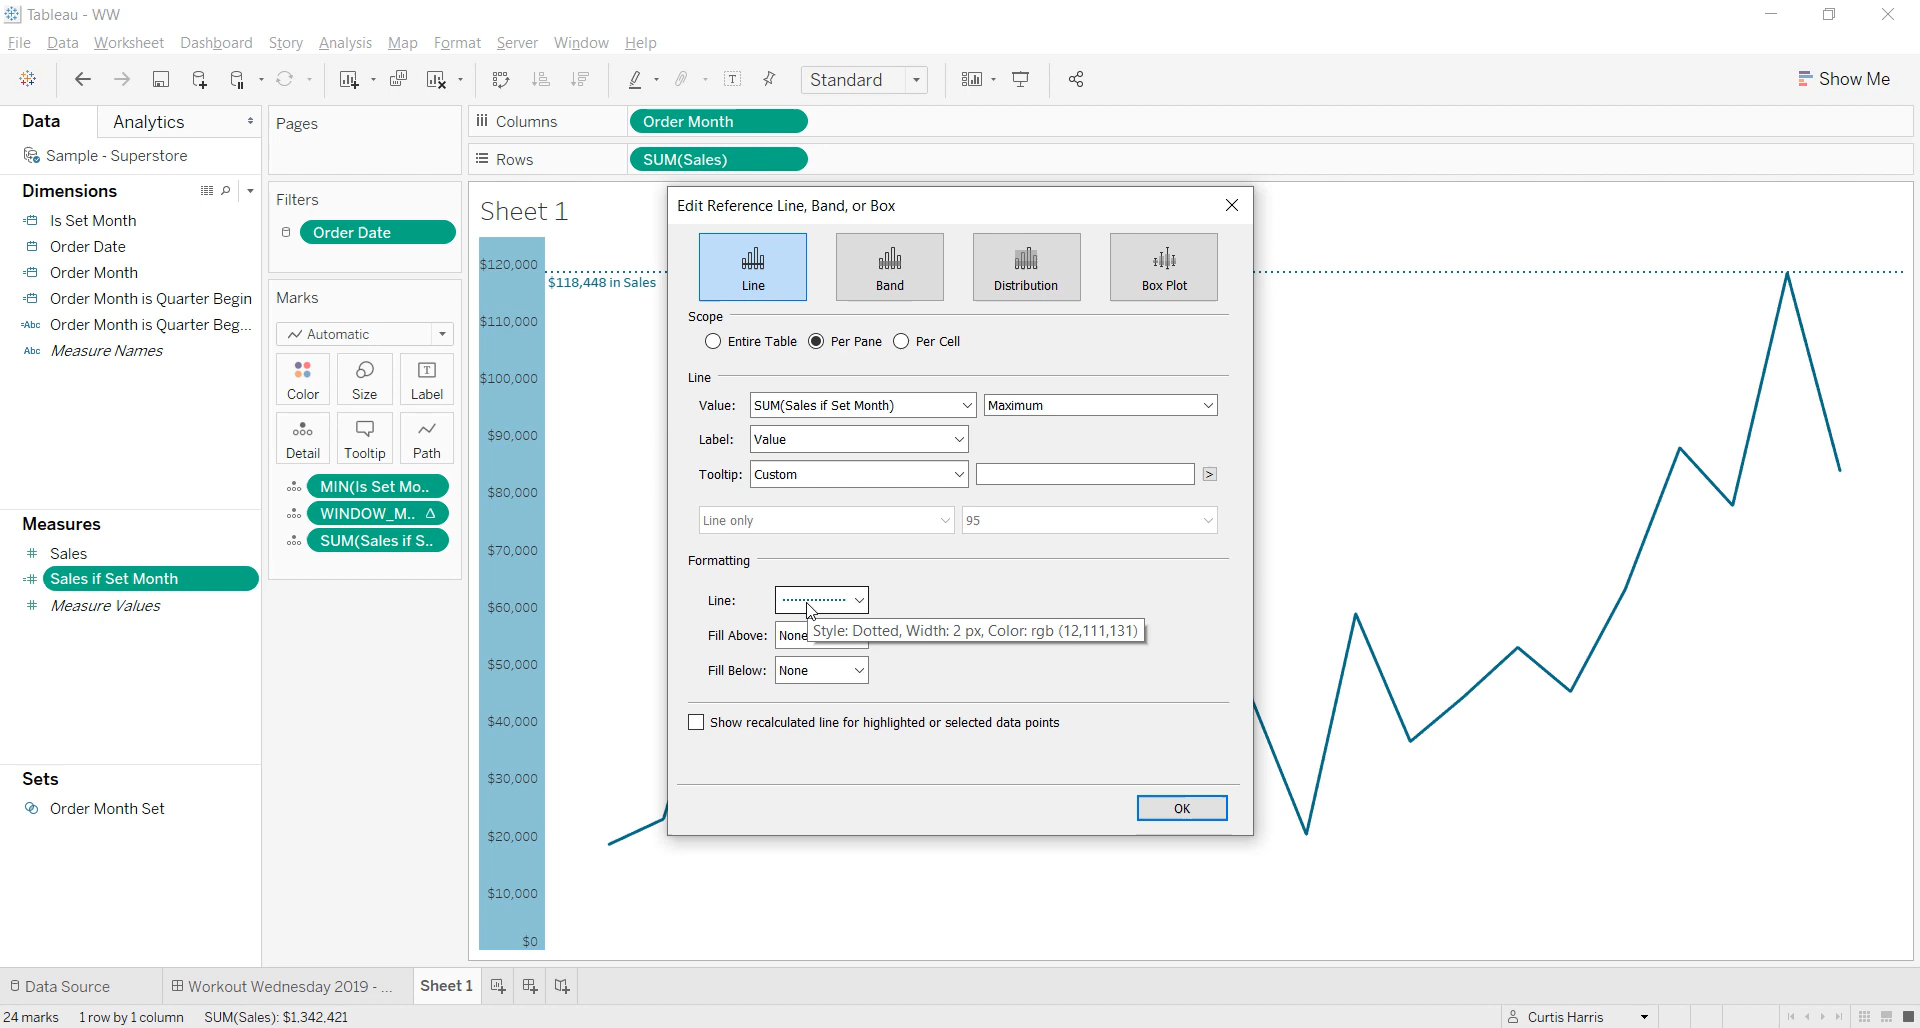 Tableau - WW
File Data Worksheet Dashboard Story Analysis Map Format Server Window Help
Standard
Show Me
Data
Analytics
Sample - Superstore
Dimensions
Is Set Month
Order Date
Order Month
Order Month is Quarter Begin
Abc Order Month is Quarter Beg...
Abc Measure Names
Measures
Sales
Sales if Set Month
Measure Values
Sets
Order Month Set
Pages
Filters
Order Date
Marks
Automatic
Color Size Label
Detail Tooltip Path
MIN(Is Set Mo..
WINDOW_M.. Δ
SUM(Sales if S..
Columns Order Month
Rows SUM(Sales)
Sheet 1
$120,000
$118,448 in Sales
$110,000
$100,000
$90,000
$80,000
$70,000
$60,000
$50,000
$40,000
$30,000
$20,000
$10,000
$0
Edit Reference Line, Band, or Box
Line Band Distribution Box Plot
Scope
Entire Table Per Pane Per Cell
Line
Value: SUM(Sales if Set Month) Maximum
Label: Value
Tooltip: Custom >
Line only 95
Formatting
Line:
Style: Dotted, Width: 2 px, Color: rgb (12,111,131)
Fill Above: None
Fill Below: None
Show recalculated line for highlighted or selected data points
OK
Data Source Workout Wednesday 2019 - ... Sheet 1
24 marks 1 row by 1 column SUM(Sales): $1,342,421
Curtis Harris